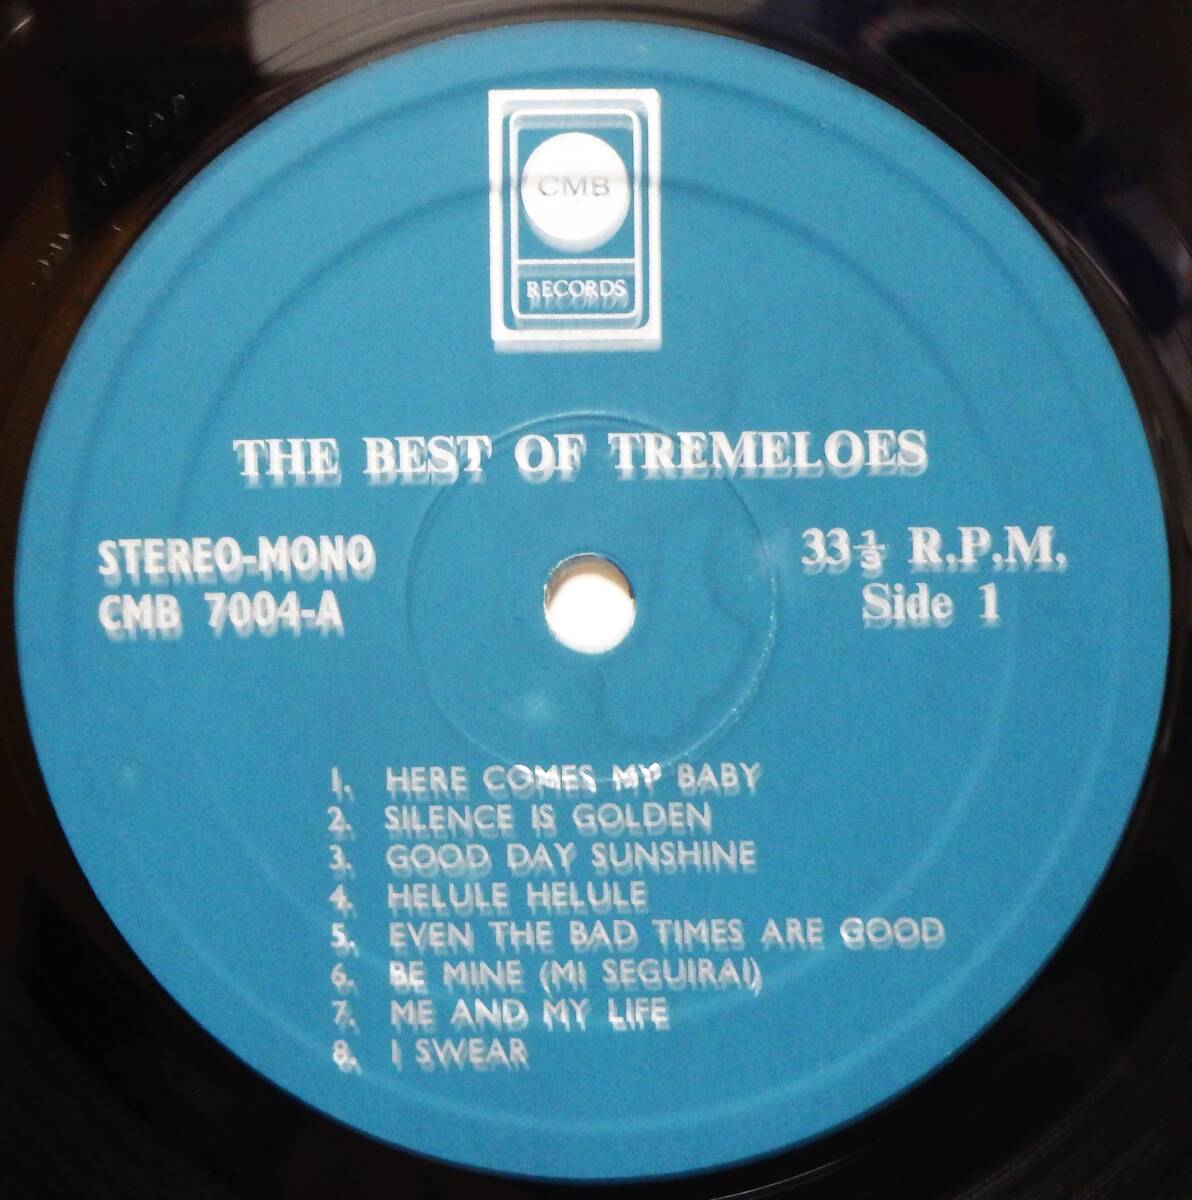 CMB
RECORDS
THE BEST OF TREMELOES
STEREO-MONO
CMB 7004-A
33 1/3 R.P.M.
Side 1
1. HERE COMES MY BABY
2. SILENCE IS GOLDEN
3. GOOD DAY SUNSHINE
4. HELULE HELULE
5. EVEN THE BAD TIMES ARE GOOD
6. BE MINE (MI SEGUIRAI)
7. ME AND MY LIFE
8. I SWEAR